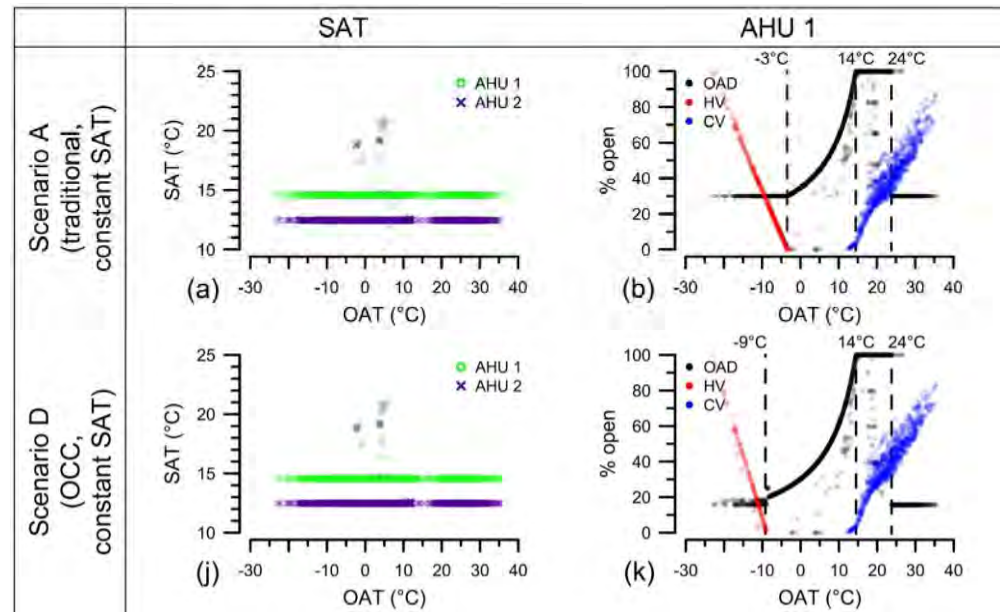 SAT
AHU 1
Scenario A
(traditional,
constant SAT)
25
20
15
10
SAT (°C)
AHU 1
AHU 2
(a)
-30 -20 -10 0 10 20 30 40
OAT (°C)
-3°C 14°C 24°C
100
80
60
40
20
0
% open
OAD
HV
CV
(b)
-30 -20 -10 0 10 20 30 40
OAT (°C)
Scenario D
(OCC,
constant SAT)
25
20
15
10
SAT (°C)
AHU 1
AHU 2
(j)
-30 -20 -10 0 10 20 30 40
OAT (°C)
-9°C 14°C 24°C
100
80
60
40
20
0
% open
OAD
HV
CV
(k)
-30 -20 -10 0 10 20 30 40
OAT (°C)